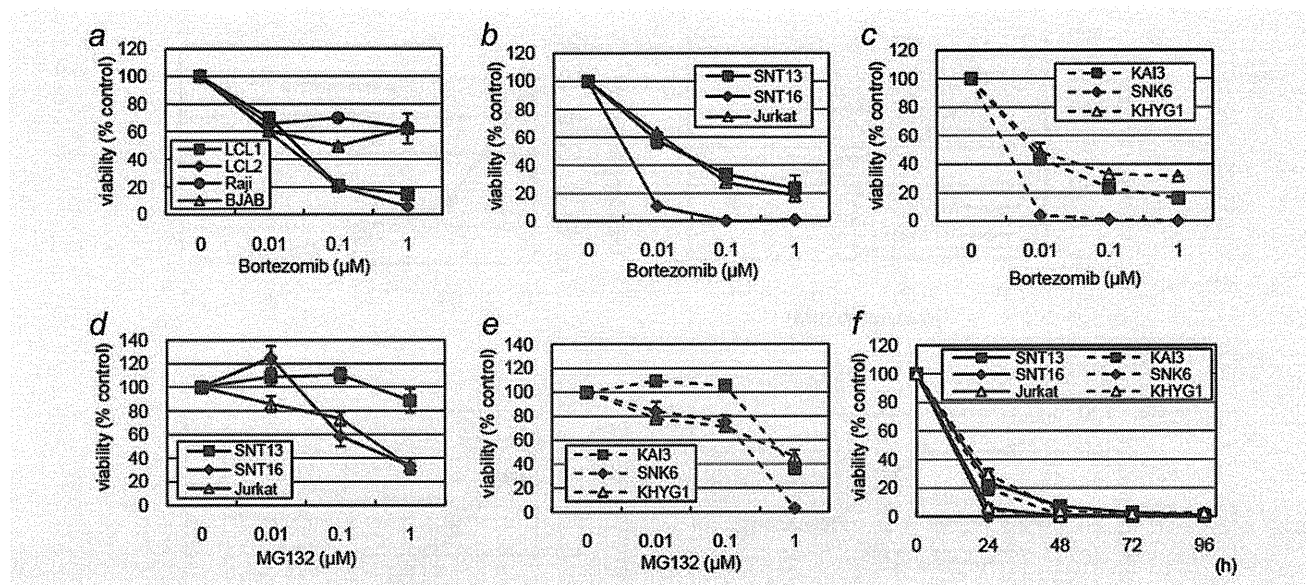 a
120
100
80
60
40
20
0
viability (% control)
LCL1
LCL2
Raji
BJAB
0 0.01 0.1 1
Bortezomib (µM)
b
120
100
80
60
40
20
0
viability (% control)
SNT13
SNT16
Jurkat
0 0.01 0.1 1
Bortezomib (µM)
c
120
100
80
60
40
20
0
viability (% control)
KAI3
SNK6
KHYG1
0 0.01 0.1 1
Bortezomib (µM)
d
140
120
100
80
60
40
20
0
viability (% control)
SNT13
SNT16
Jurkat
0 0.01 0.1 1
MG132 (µM)
e
140
120
100
80
60
40
20
0
viability (% control)
KAI3
SNK6
KHYG1
0 0.01 0.1 1
MG132 (µM)
f
120
100
80
60
40
20
0
viability (% control)
SNT13 KAI3
SNT16 SNK6
Jurkat KHYG1
0 24 48 72 96
(h)